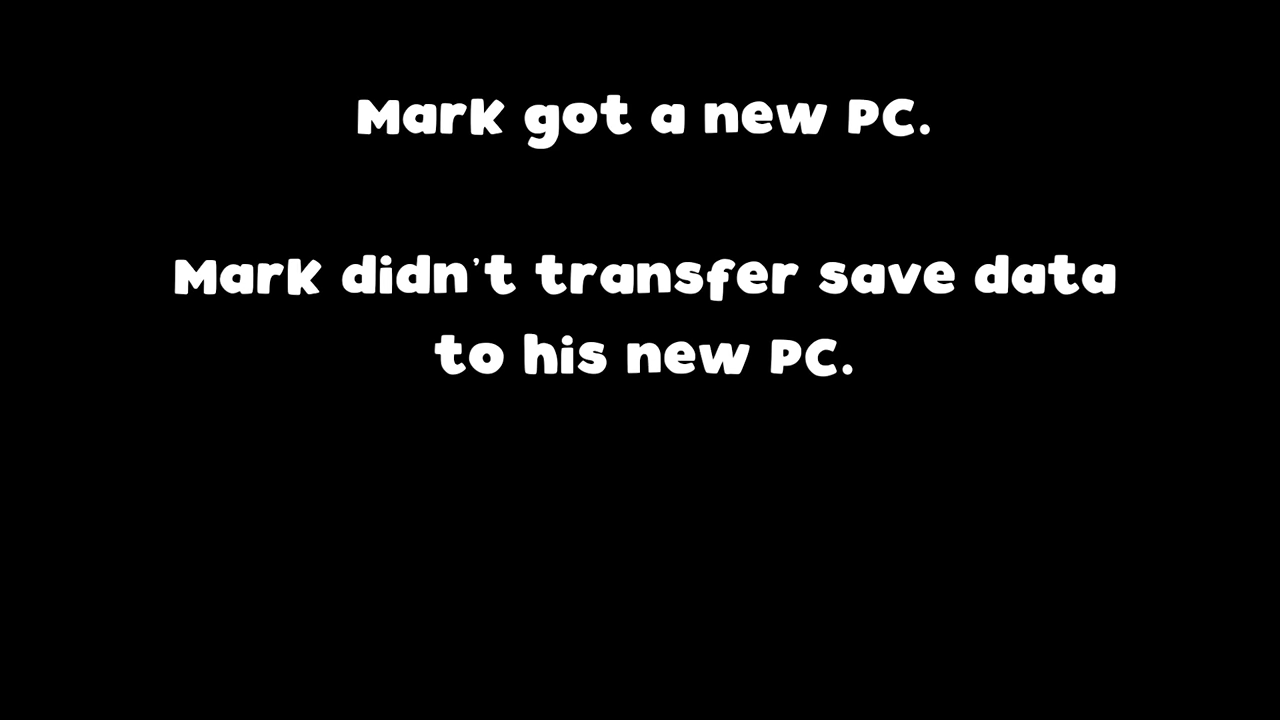 Mark got a new PC.
Mark didn't transfer save data
to his new PC.